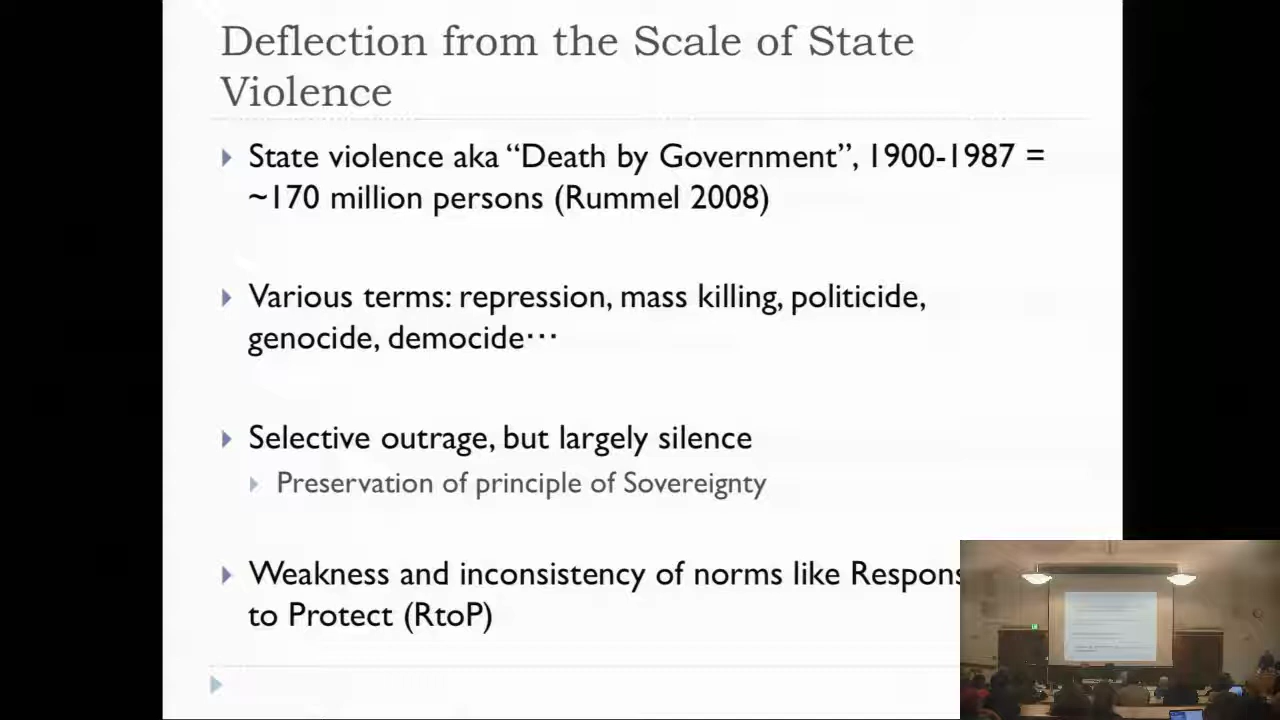 Deflection from the Scale of State
Violence
State violence aka “Death by Government”, 1900-1987 =
~170 million persons (Rummel 2008)
Various terms: repression, mass killing, politicide,
genocide, democide…
Selective outrage, but largely silence
Preservation of principle of Sovereignty
Weakness and inconsistency of norms like
to Protect (RtoP)